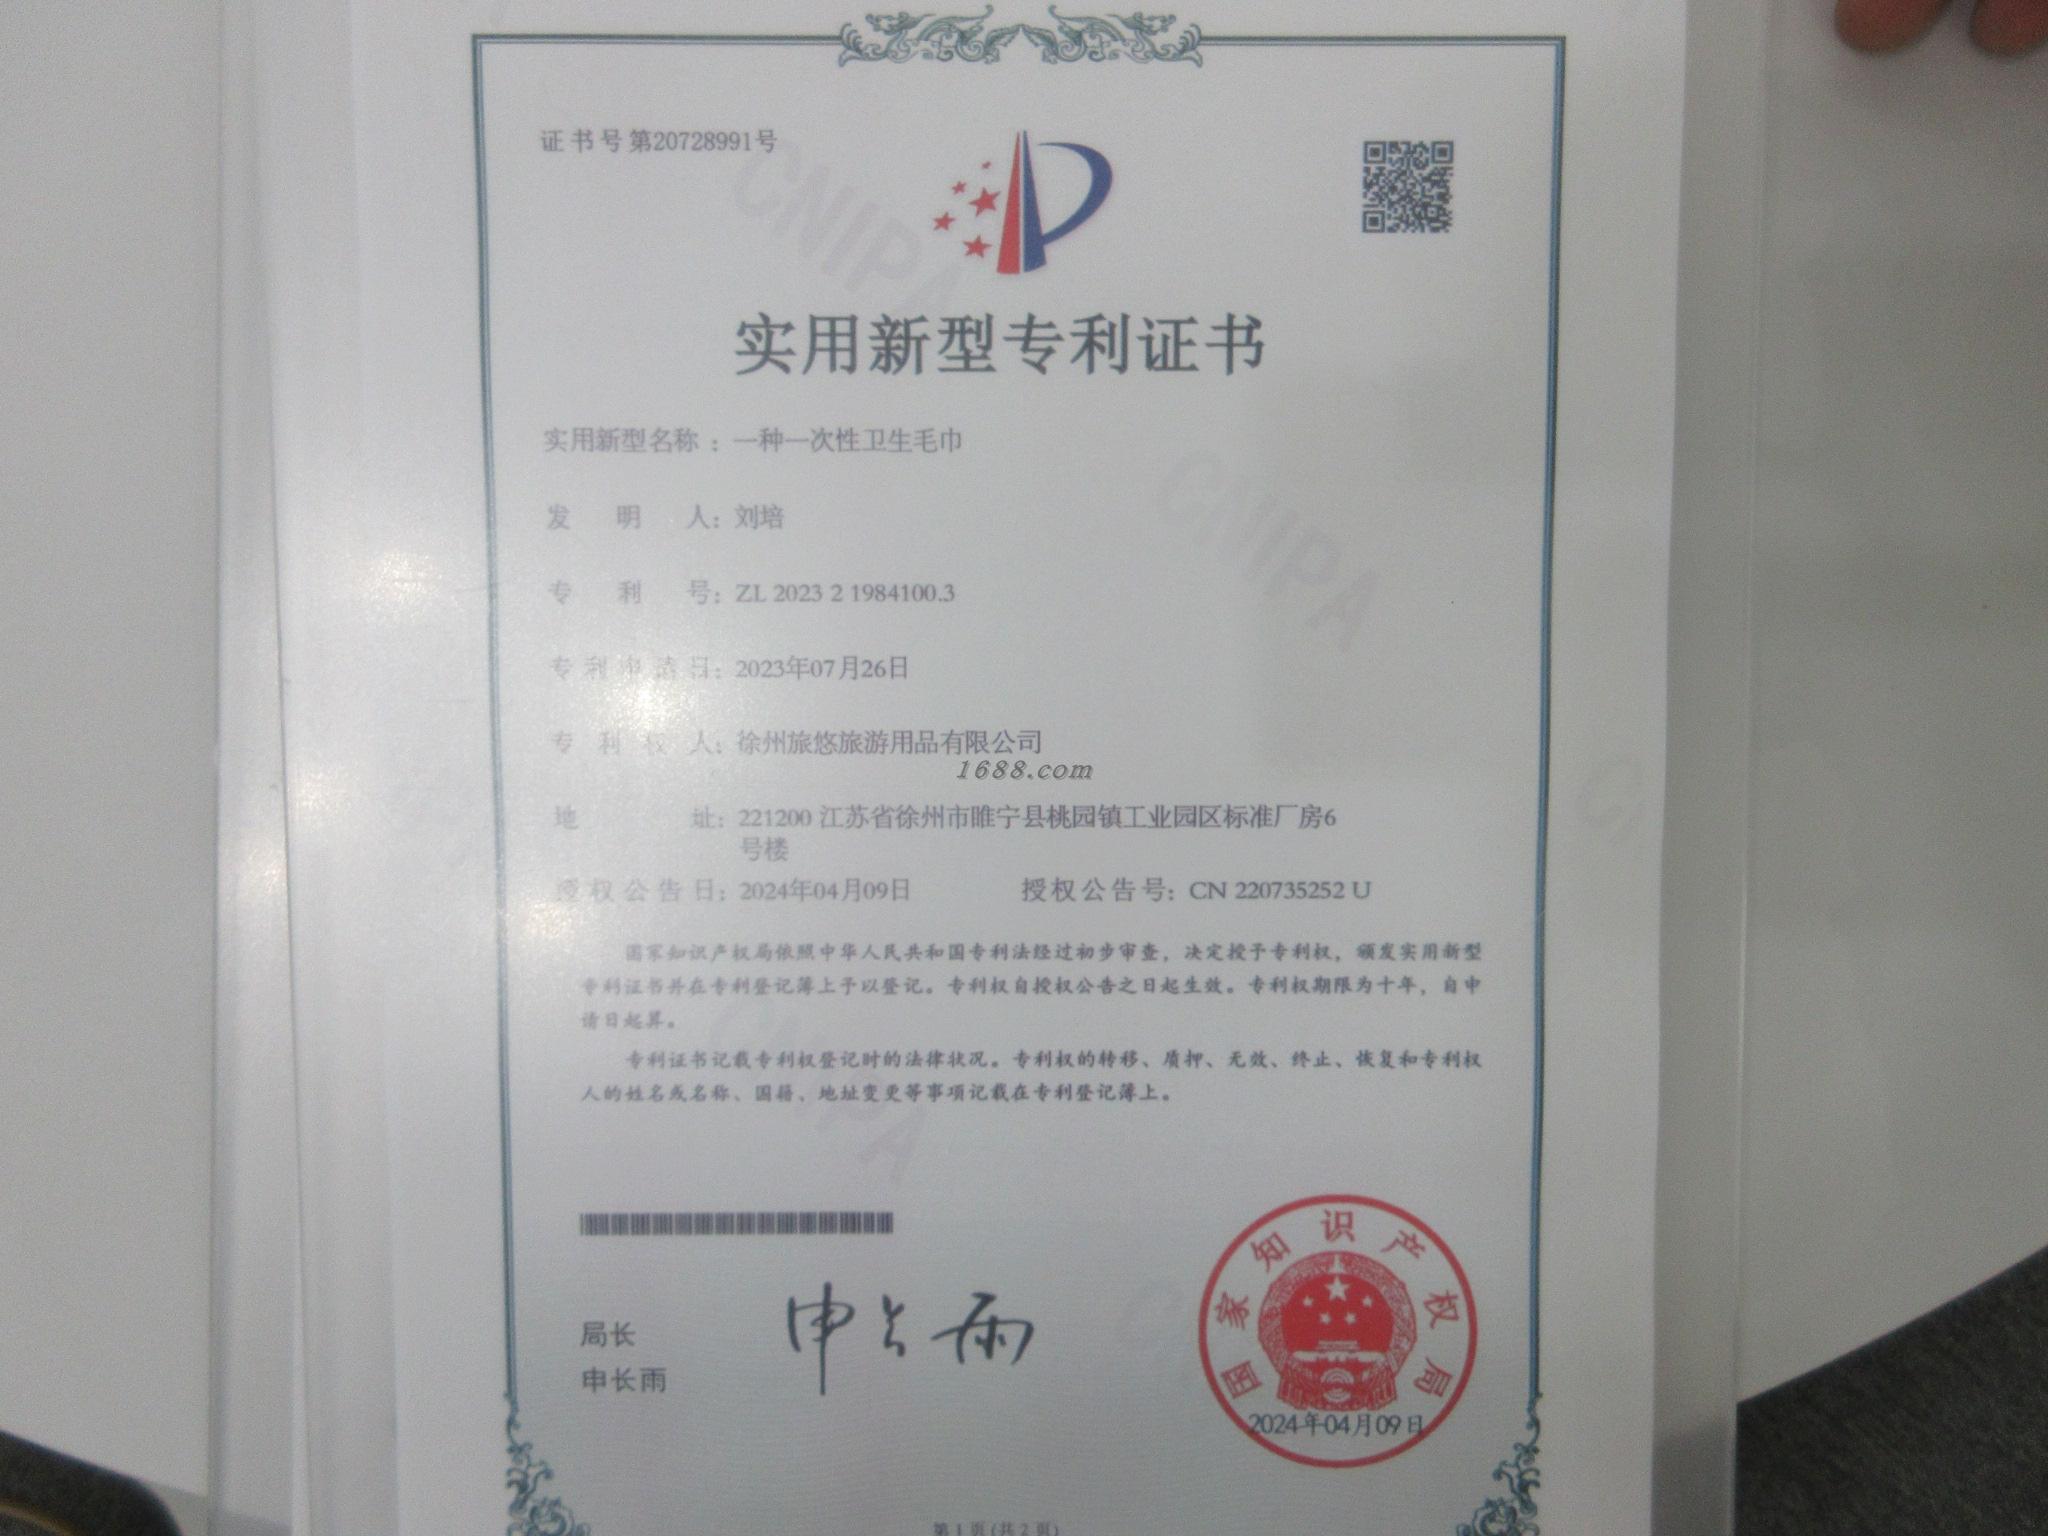 证书号第20728991号
实用新型专利证书
实用新型名称：一种一次性卫生毛巾
发明人：刘培
专利号：ZL 2023 2 1984100.3
专利申请日：2023年07月26日
专利权人：徐州旅悠旅游用品有限公司
1688.com
地址：221200 江苏省徐州市睢宁县桃园镇工业园区标准厂房6
号楼
授权公告日：2024年04月09日 授权公告号：CN 220735252 U
国家知识产权局依照中华人民共和国专利法经过初步审查，决定授予专利权，颁发实用新型
专利证书并在专利登记簿上予以登记。专利权自授权公告之日起生效。专利权期限为十年，自申
请日起算。
专利证书记载专利权登记时的法律状况。专利权的转移、质押、无效、终止、恢复和专利权
人的姓名或名称、国籍、地址变更等事项记载在专利登记簿上。
局长
申长雨
申长雨
国家知识产权局
2024年04月09日
第 1 页 (共 2 页)
CNIPA
CNIPA
CNIPA